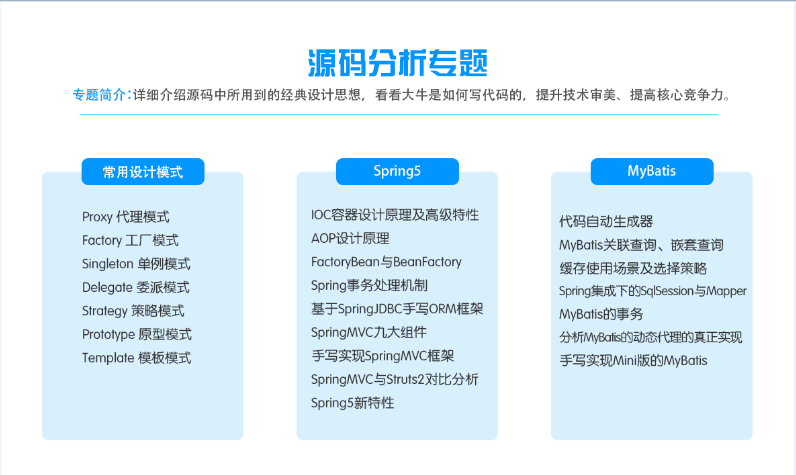 源码分析专题
专题简介:详细介绍源码中所用到的经典设计思想，看看大牛是如何写代码的，提升技术审美、提高核心竞争力。
常用设计模式
Proxy 代理模式
Factory 工厂模式
Singleton 单例模式
Delegate 委派模式
Strategy 策略模式
Prototype 原型模式
Template 模板模式
Spring5
IOC容器设计原理及高级特性
AOP设计原理
FactoryBean与BeanFactory
Spring事务处理机制
基于SpringJDBC手写ORM框架
SpringMVC九大组件
手写实现SpringMVC框架
SpringMVC与Struts2对比分析
Spring5新特性
MyBatis
代码自动生成器
MyBatis关联查询、嵌套查询
缓存使用场景及选择策略
Spring集成下的SqlSession与Mapper
MyBatis的事务
分析MyBatis的动态代理的真正实现
手写实现Mini版的MyBatis